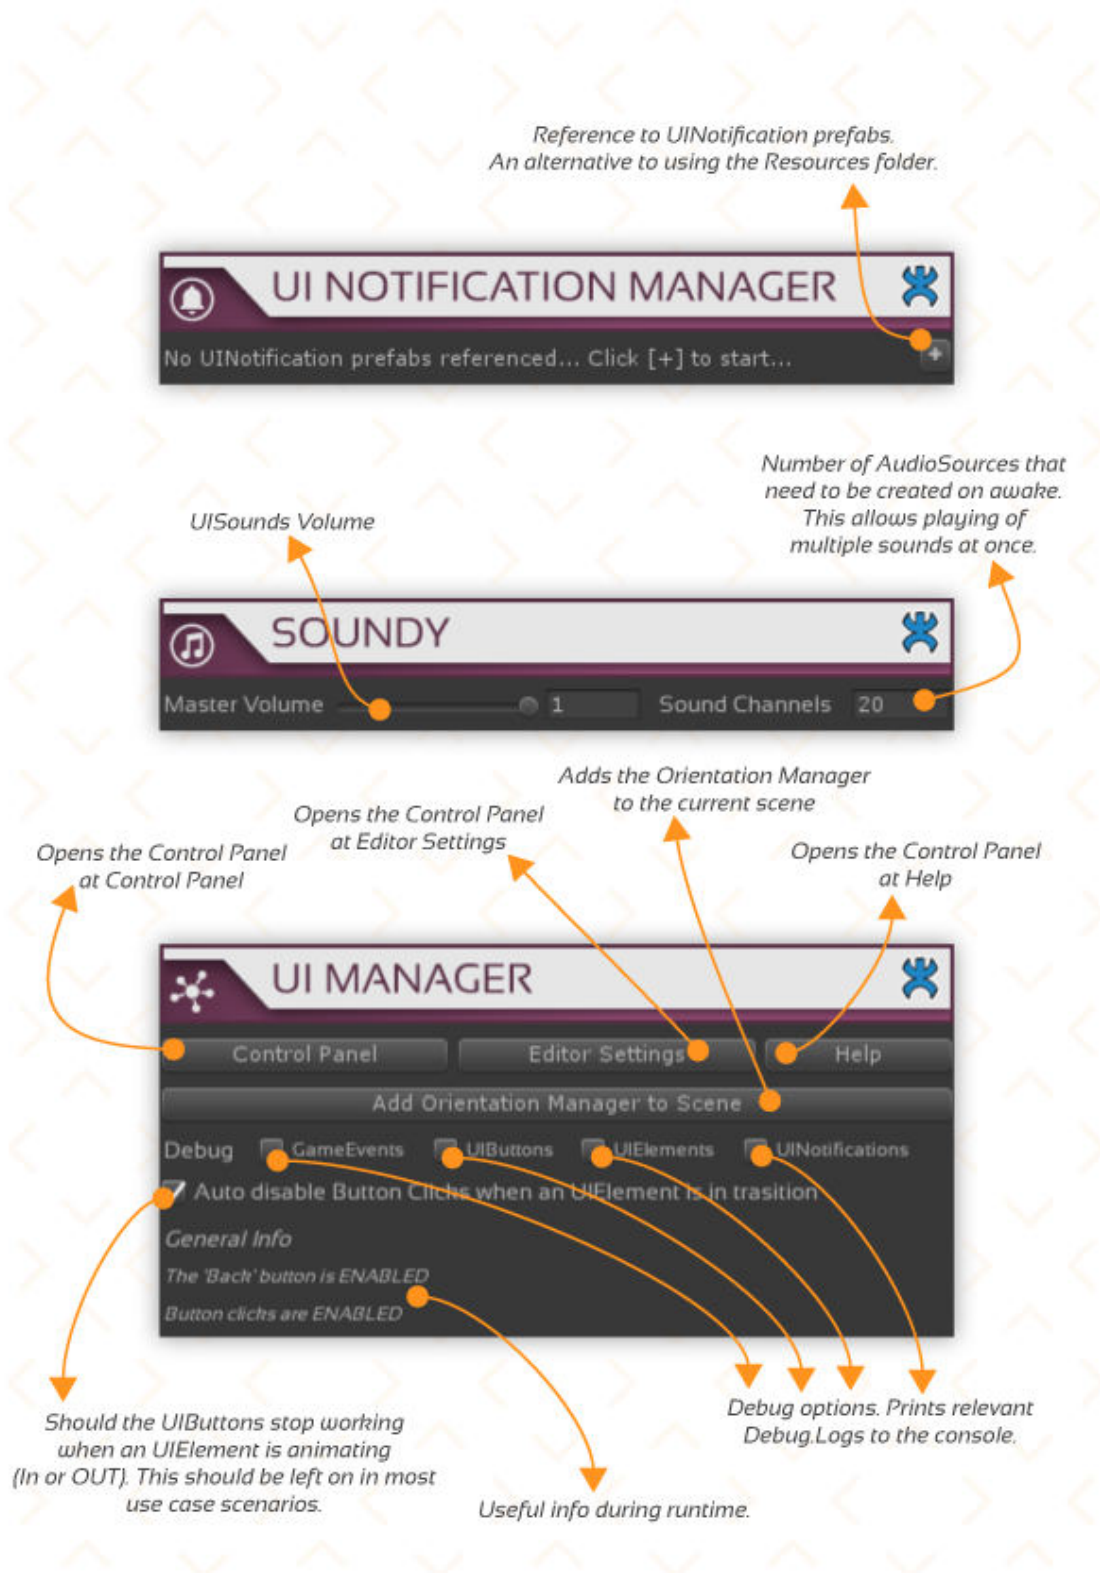 Reference to UINotification prefabs.
An alternative to using the Resources folder.
UI NOTIFICATION MANAGER
No UINotification prefabs referenced... Click [+] to start...
+
Number of AudioSources that
need to be created on awake.
This allows playing of
multiple sounds at once.
UISounds Volume
SOUNDY
Master Volume 1 Sound Channels 20
Adds the Orientation Manager
to the current scene
Opens the Control Panel
at Editor Settings
Opens the Control Panel
at Control Panel
Opens the Control Panel
at Help
UI MANAGER
Control Panel Editor Settings Help
Add Orientation Manager to Scene
Debug GameEvents UIButtons UIElements UINotifications
Auto disable Button Clicks when an UIElement is in trasition
General Info
The 'Back' button is ENABLED
Button clicks are ENABLED
Should the UIButtons stop working
when an UIElement is animating
(In or OUT). This should be left on in most
use case scenarios.
Debug options. Prints relevant
Debug.Logs to the console.
Useful info during runtime.